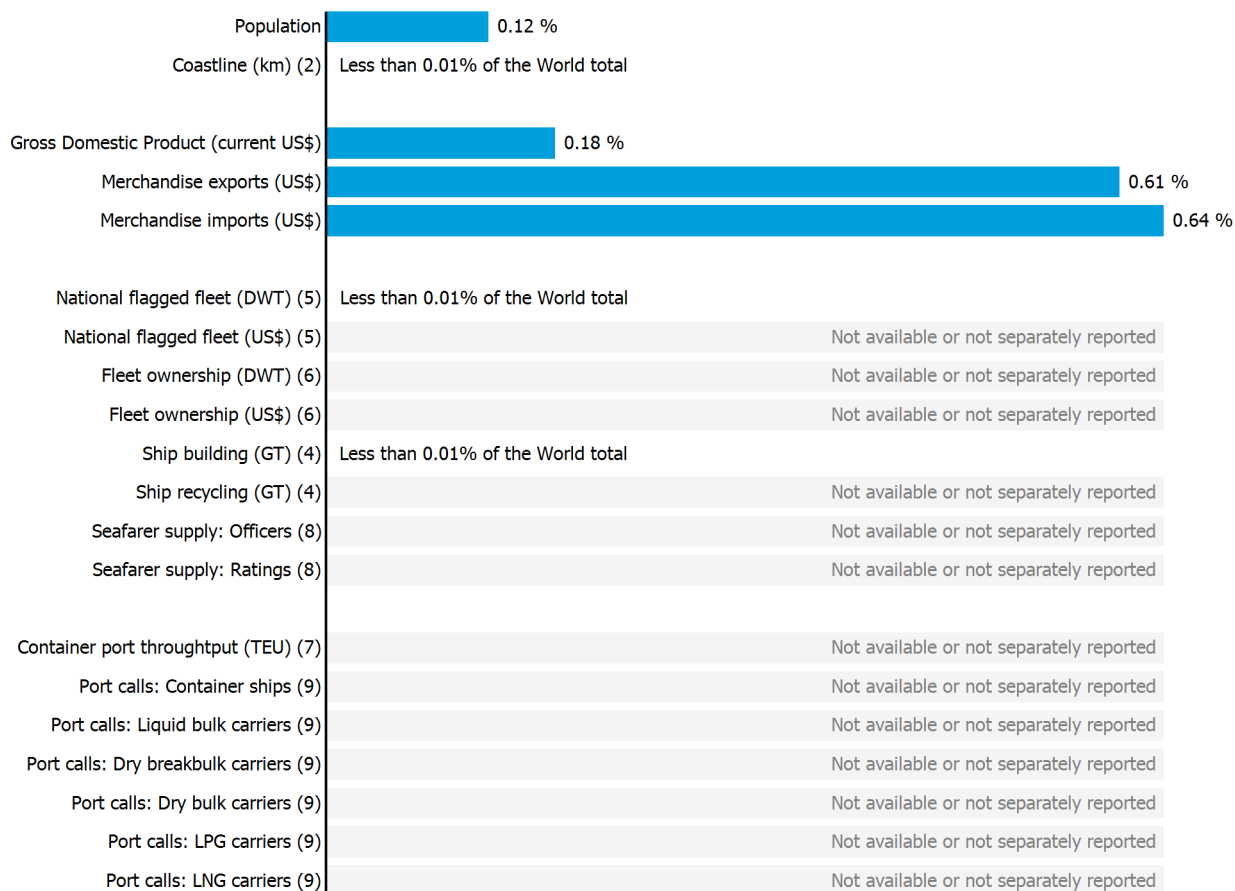 Population 0.12 %
Coastline (km) (2) Less than 0.01% of the World total
Gross Domestic Product (current US$) 0.18 %
Merchandise exports (US$) 0.61 %
Merchandise imports (US$) 0.64 %
National flagged fleet (DWT) (5) Less than 0.01% of the World total
National flagged fleet (US$) (5) Not available or not separately reported
Fleet ownership (DWT) (6) Not available or not separately reported
Fleet ownership (US$) (6) Not available or not separately reported
Ship building (GT) (4) Less than 0.01% of the World total
Ship recycling (GT) (4) Not available or not separately reported
Seafarer supply: Officers (8) Not available or not separately reported
Seafarer supply: Ratings (8) Not available or not separately reported
Container port throughtput (TEU) (7) Not available or not separately reported
Port calls: Container ships (9) Not available or not separately reported
Port calls: Liquid bulk carriers (9) Not available or not separately reported
Port calls: Dry breakbulk carriers (9) Not available or not separately reported
Port calls: Dry bulk carriers (9) Not available or not separately reported
Port calls: LPG carriers (9) Not available or not separately reported
Port calls: LNG carriers (9) Not available or not separately reported